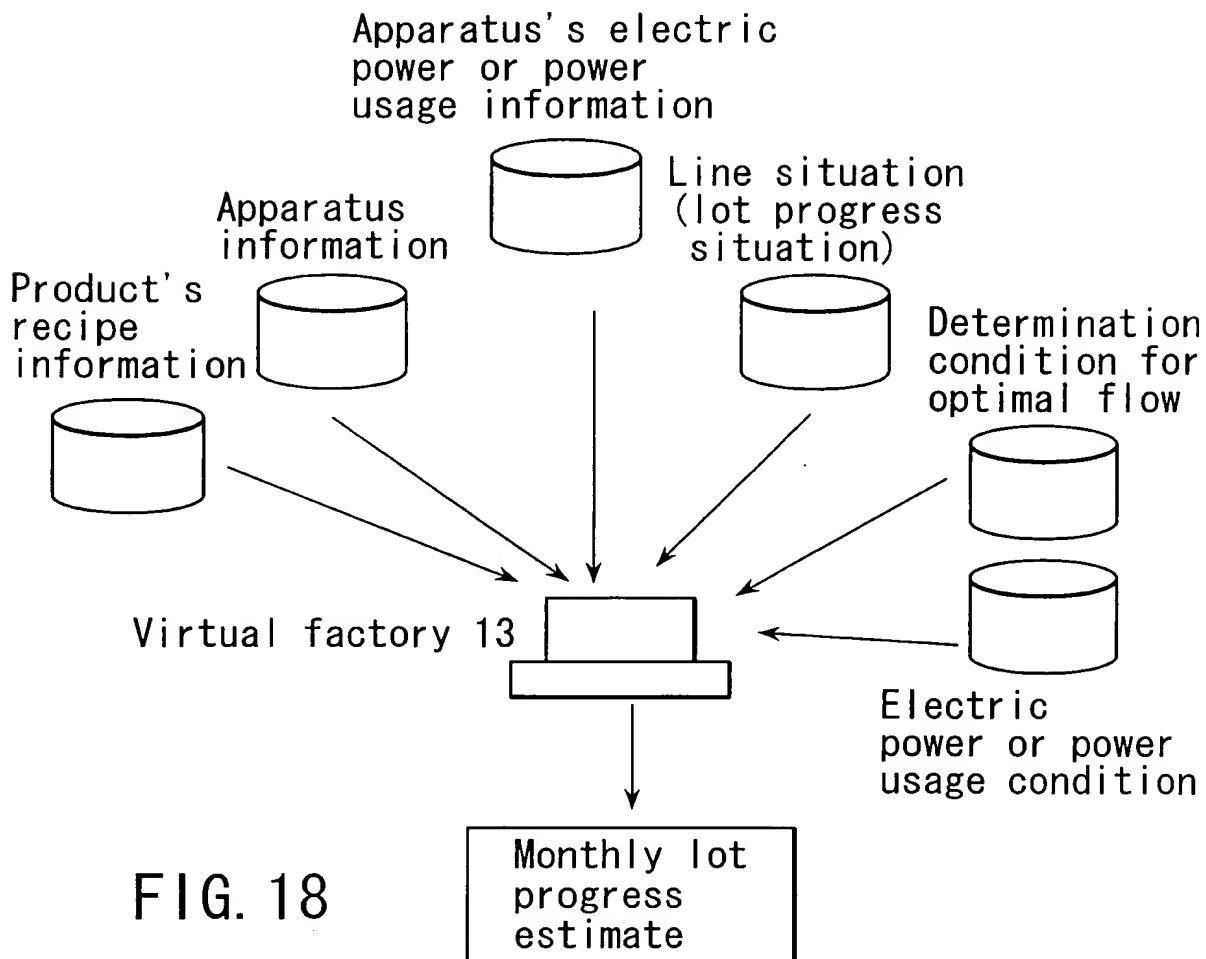 Apparatus's electric
power or power
usage information
Line situation
(lot progress
situation)
Apparatus
information
Product's
recipe
information
Determination
condition for
optimal flow
Virtual factory 13
Electric
power or power
usage condition
Monthly lot
progress
estimate
FIG. 18